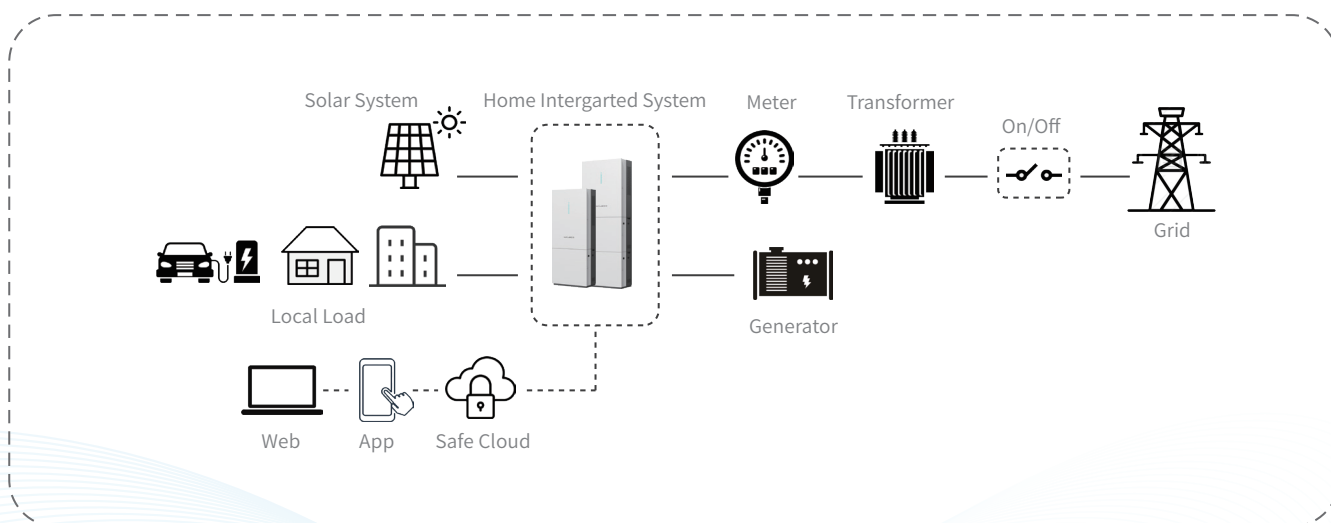 Solar System
Home Intergarted System
Meter
Transformer
On/Off
Grid
Local Load
Generator
Web
App
Safe Cloud